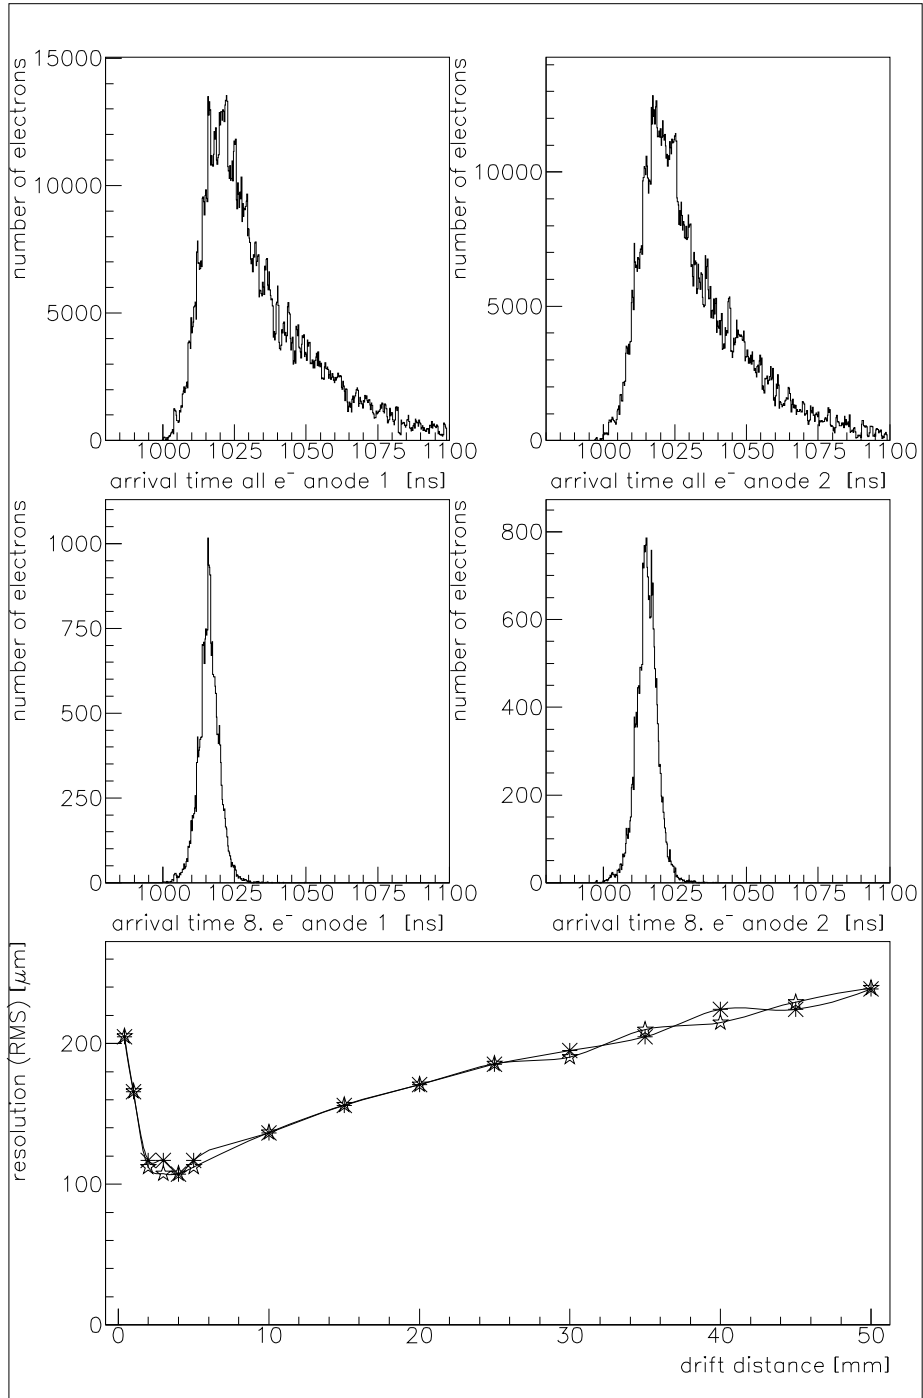 number of electrons
15000
10000
5000
0
1000 1025 1050 1075 1100
arrival time all e⁻ anode 1 [ns]
number of electrons
10000
5000
0
1000 1025 1050 1075 1100
arrival time all e⁻ anode 2 [ns]
number of electrons
1000
750
500
250
0
1000 1025 1050 1075 1100
arrival time 8. e⁻ anode 1 [ns]
number of electrons
800
600
400
200
0
1000 1025 1050 1075 1100
arrival time 8. e⁻ anode 2 [ns]
resolution (RMS) [μm]
200
100
0
0 10 20 30 40 50
drift distance [mm]